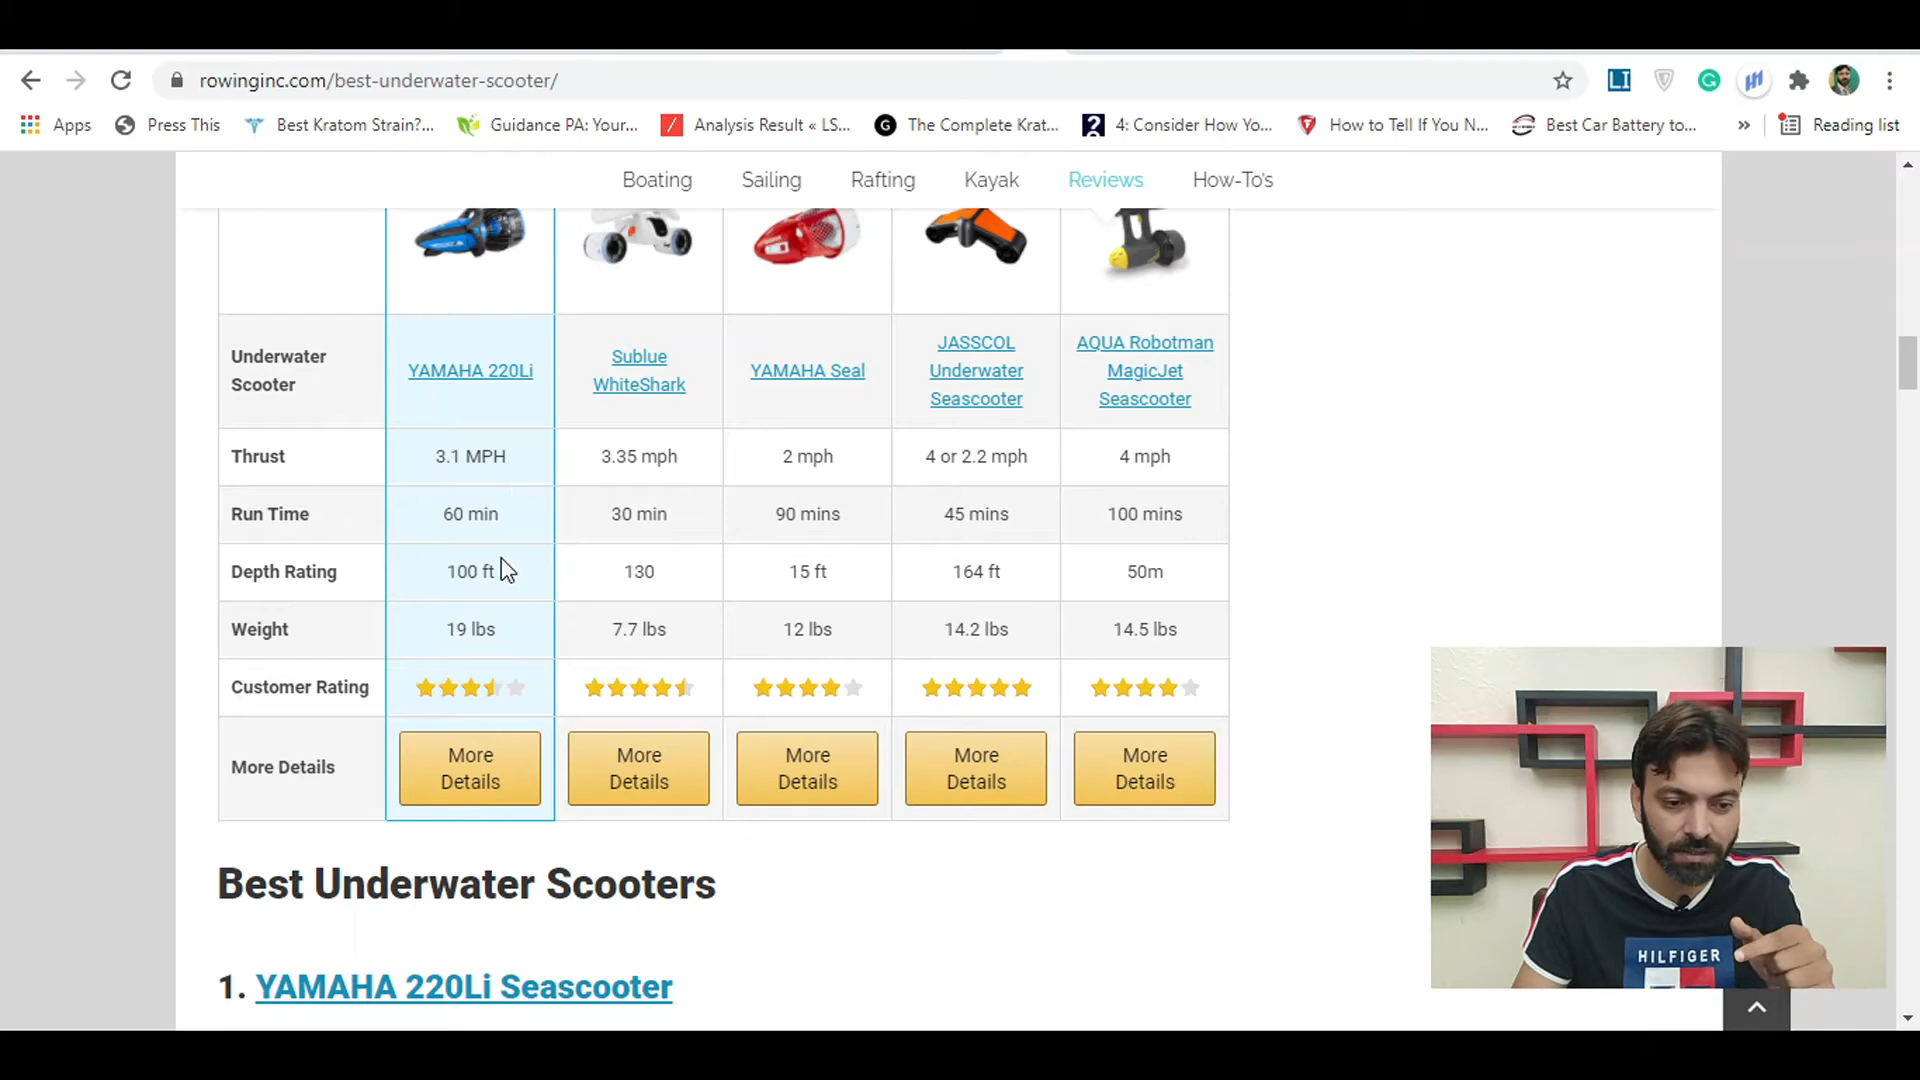 rowinginc.com/best-underwater-scooter/
Apps Press This Best Kratom Strain?... Guidance PA: Your... Analysis Result « LS... The Complete Krat... 4: Consider How Yo... How to Tell If You N... Best Car Battery to... » Reading list
Boating Sailing Rafting Kayak Reviews How-To's
Underwater Scooter YAMAHA 220Li Sublue WhiteShark YAMAHA Seal JASSCOL Underwater Seascooter AQUA Robotman MagicJet Seascooter
Thrust 3.1 MPH 3.35 mph 2 mph 4 or 2.2 mph 4 mph
Run Time 60 min 30 min 90 mins 45 mins 100 mins
Depth Rating 100 ft 130 15 ft 164 ft 50m
Weight 19 lbs 7.7 lbs 12 lbs 14.2 lbs 14.5 lbs
Customer Rating
More Details More Details More Details More Details More Details More Details
Best Underwater Scooters
1. YAMAHA 220Li Seascooter
HILFIGER